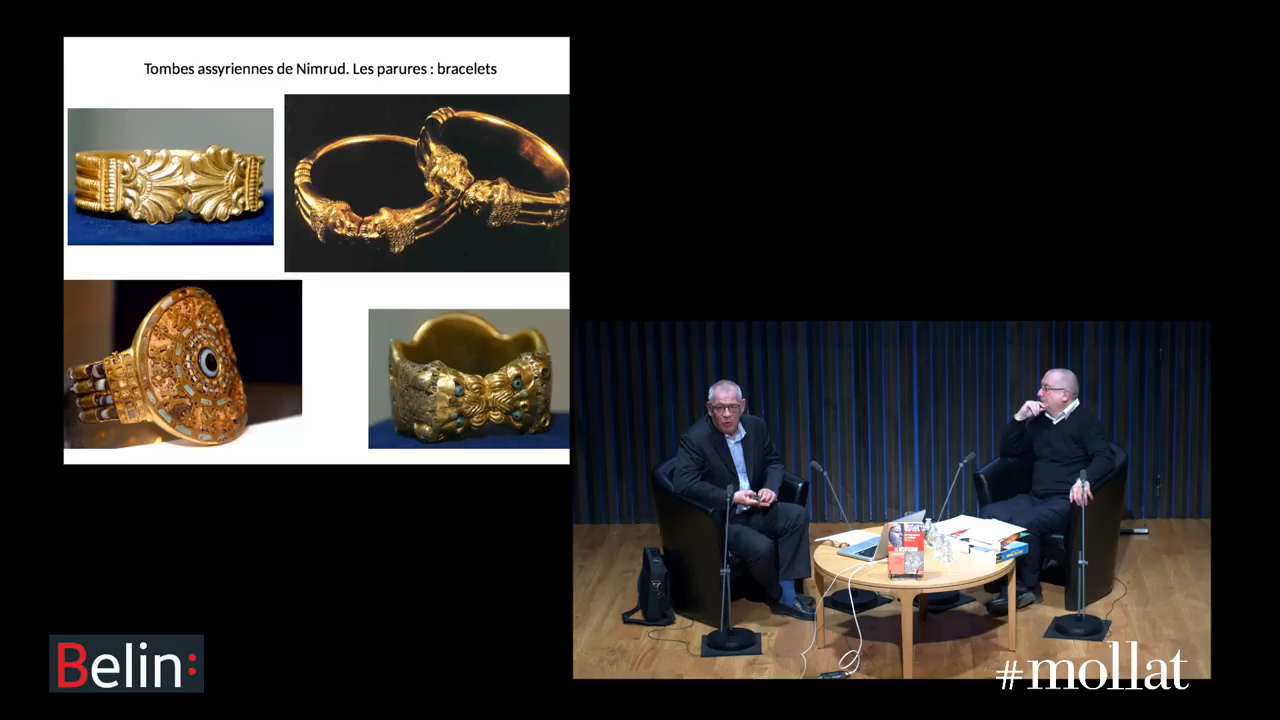 Tombes assyriennes de Nimrud. Les parures : bracelets
Belin:
#mollat